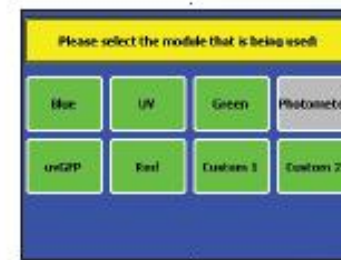 Please select the module that is being used:
Blue UV Green Photomete
uvGFP Red Custom 1 Custom 2